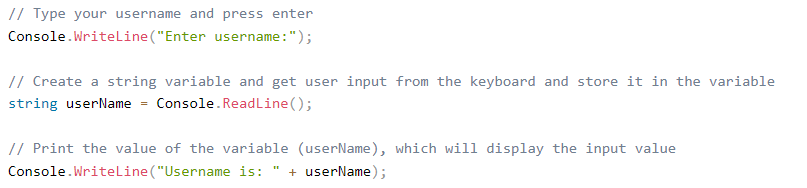 // Type your username and press enter
Console.WriteLine("Enter username:");
// Create a string variable and get user input from the keyboard and store it in the variable
string userName = Console.ReadLine();
// Print the value of the variable (userName), which will display the input value
Console.WriteLine("Username is: " + userName);